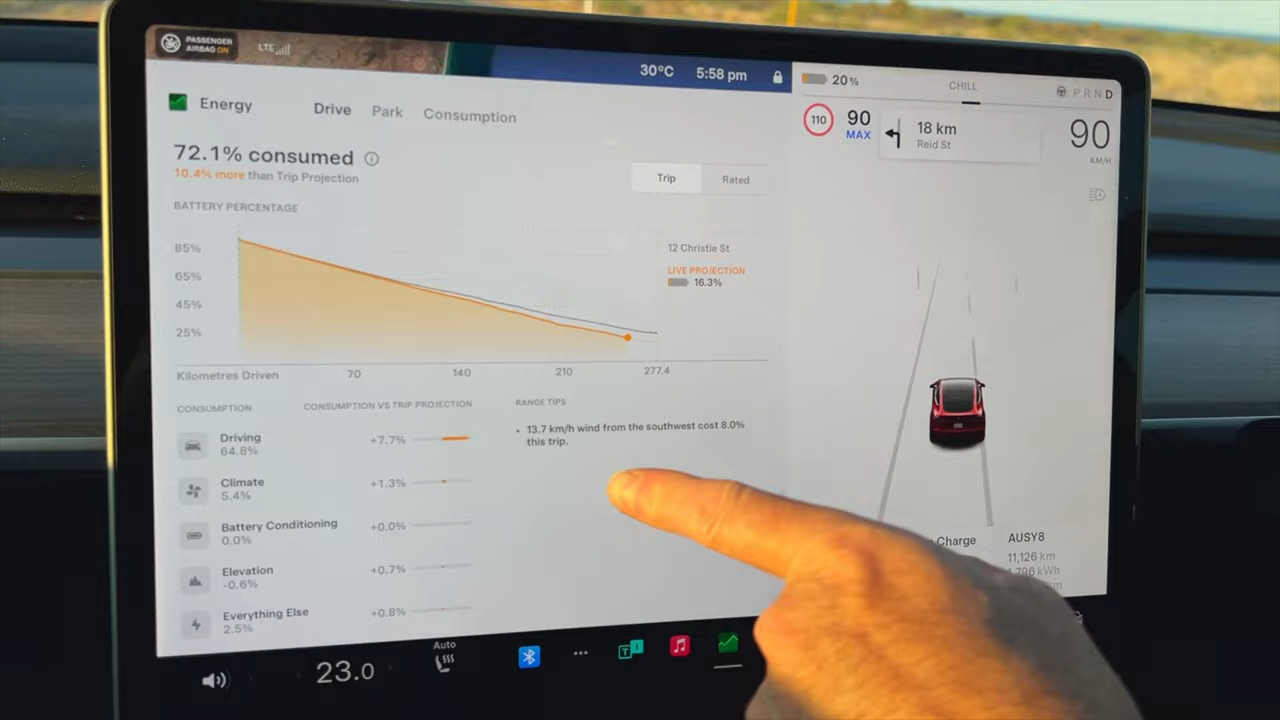 PASSENGER
AIRBAG ON
LTE
30°C
5:58 pm
20%
CHILL
P R N D
Energy
Drive
Park
Consumption
110
90
MAX
18 km
Reid St
90
KM/H
72.1% consumed
10.4% more than Trip Projection
Trip
Rated
BATTERY PERCENTAGE
85%
65%
45%
25%
12 Christie St
LIVE PROJECTION
16.3%
Kilometres Driven
70
140
210
277.4
CONSUMPTION
CONSUMPTION VS TRIP PROJECTION
RANGE TIPS
Driving
64.8%
+7.7%
• 13.7 km/h wind from the southwest cost 8.0%
this trip.
Climate
5.4%
+1.3%
Battery Conditioning
0.0%
+0.0%
Elevation
-0.6%
+0.7%
Everything Else
2.5%
+0.8%
Charge
AUSY8
11,126 km
796 kWh
23.0
Auto
T